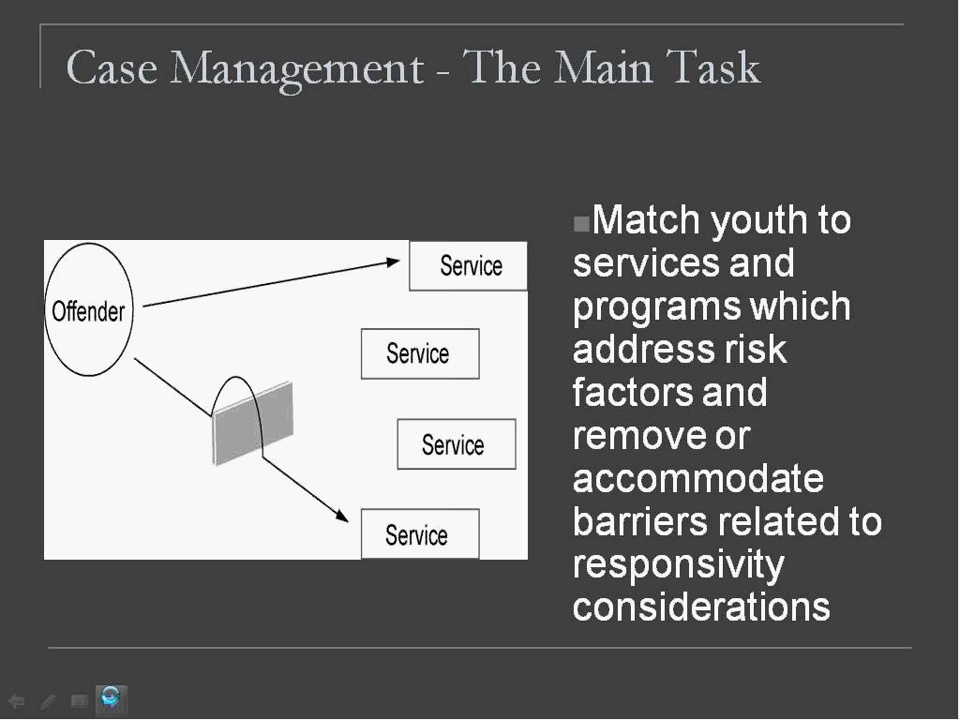 Case Management - The Main Task
Offender
Service
Service
Service
Service
Match youth to
services and
programs which
address risk
factors and
remove or
accommodate
barriers related to
responsivity
considerations